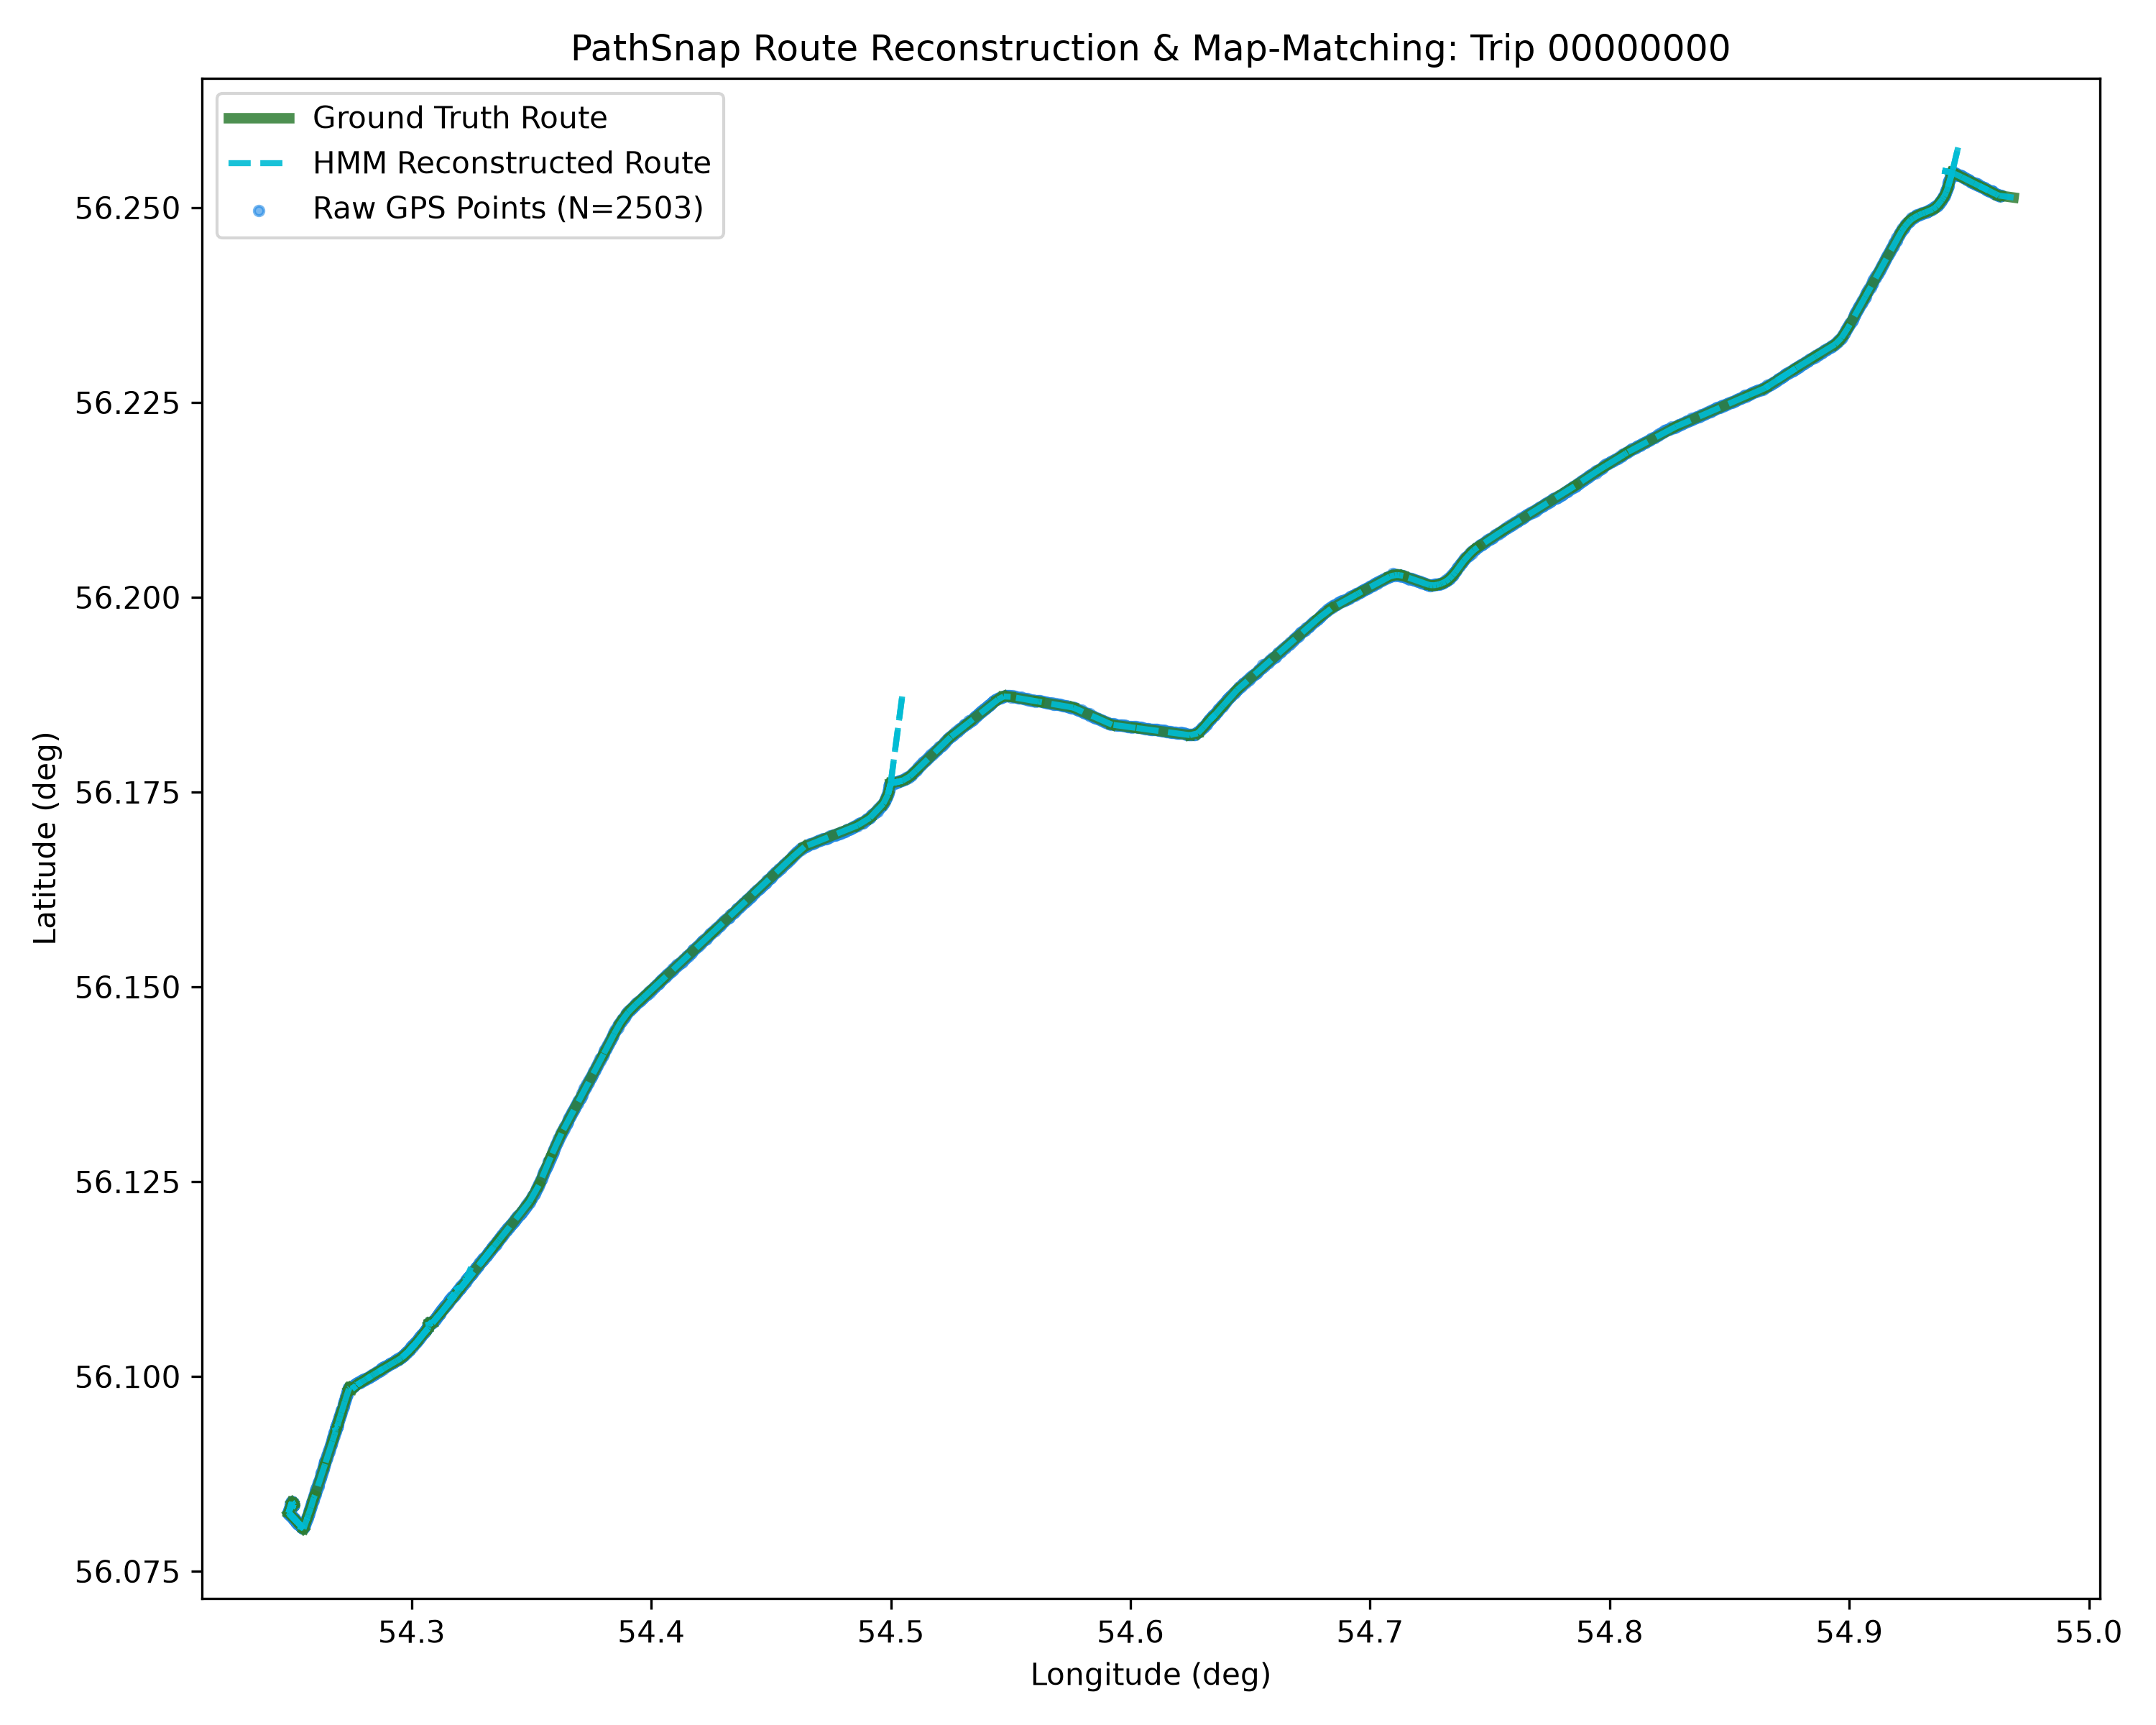 PathSnap Route Reconstruction & Map-Matching: Trip 00000000
Ground Truth Route
HMM Reconstructed Route
Raw GPS Points (N=2503)
Latitude (deg)
56.250
56.225
56.200
56.175
56.150
56.125
56.100
56.075
54.3 54.4 54.5 54.6 54.7 54.8 54.9 55.0
Longitude (deg)